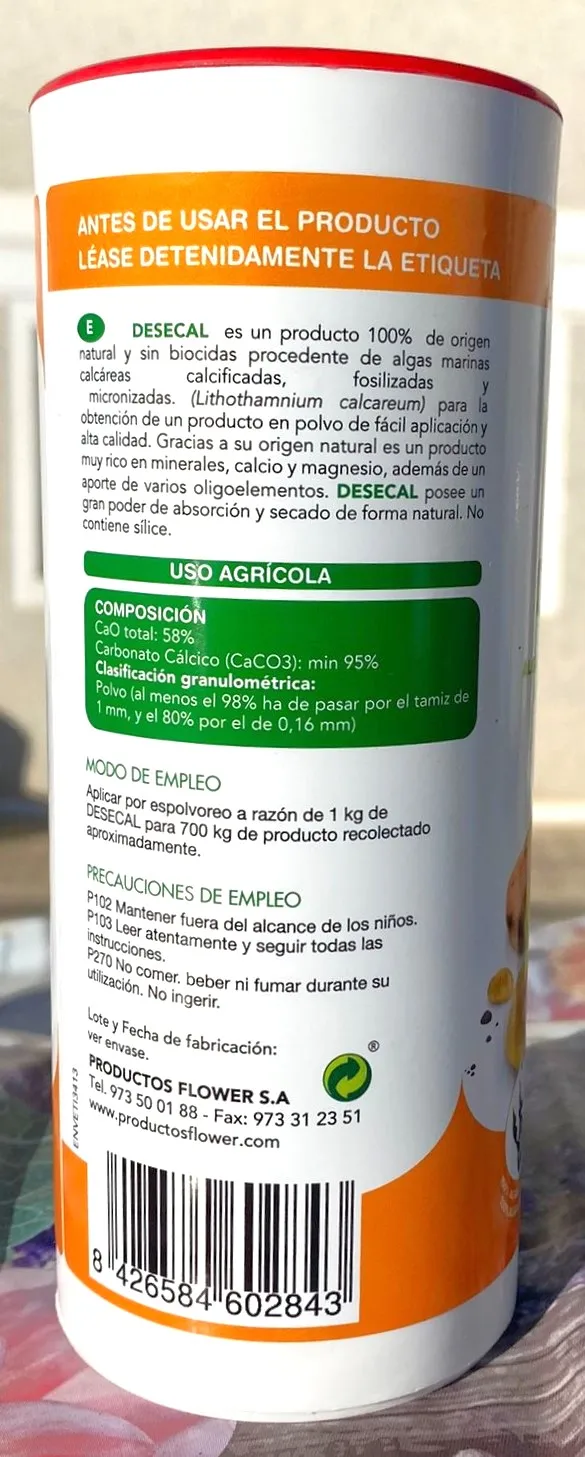 ANTES DE USAR EL PRODUCTO
LÉASE DETENIDAMENTE LA ETIQUETA
E DESECAL es un producto 100% de origen
natural y sin biocidas procedente de algas marinas
calcáreas calcificadas, fosilizadas y
micronizadas. (Lithothamnium calcareum) para la
obtención de un producto en polvo de fácil aplicación y
alta calidad. Gracias a su origen natural es un producto
muy rico en minerales, calcio y magnesio, además de un
aporte de varios oligoelementos. DESECAL posee un
gran poder de absorción y secado de forma natural. No
contiene sílice.
USO AGRÍCOLA
COMPOSICIÓN
CaO total: 58%
Carbonato Cálcico (CaCO3): min 95%
Clasificación granulométrica:
Polvo (al menos el 98% ha de pasar por el tamiz de
1 mm, y el 80% por el de 0,16 mm)
MODO DE EMPLEO
Aplicar por espolvoreo a razón de 1 kg de
DESECAL para 700 kg de producto recolectado
aproximadamente.
PRECAUCIONES DE EMPLEO
P102 Mantener fuera del alcance de los niños.
P103 Leer atentamente y seguir todas las
instrucciones.
P270 No comer. beber ni fumar durante su
utilización. No ingerir.
Lote y Fecha de fabricación:
ver envase.
®
PRODUCTOS FLOWER S.A
Tel. 973 50 01 88 - Fax: 973 31 23 51
www.productosflower.com
ENVETI3413
8 426584 602843